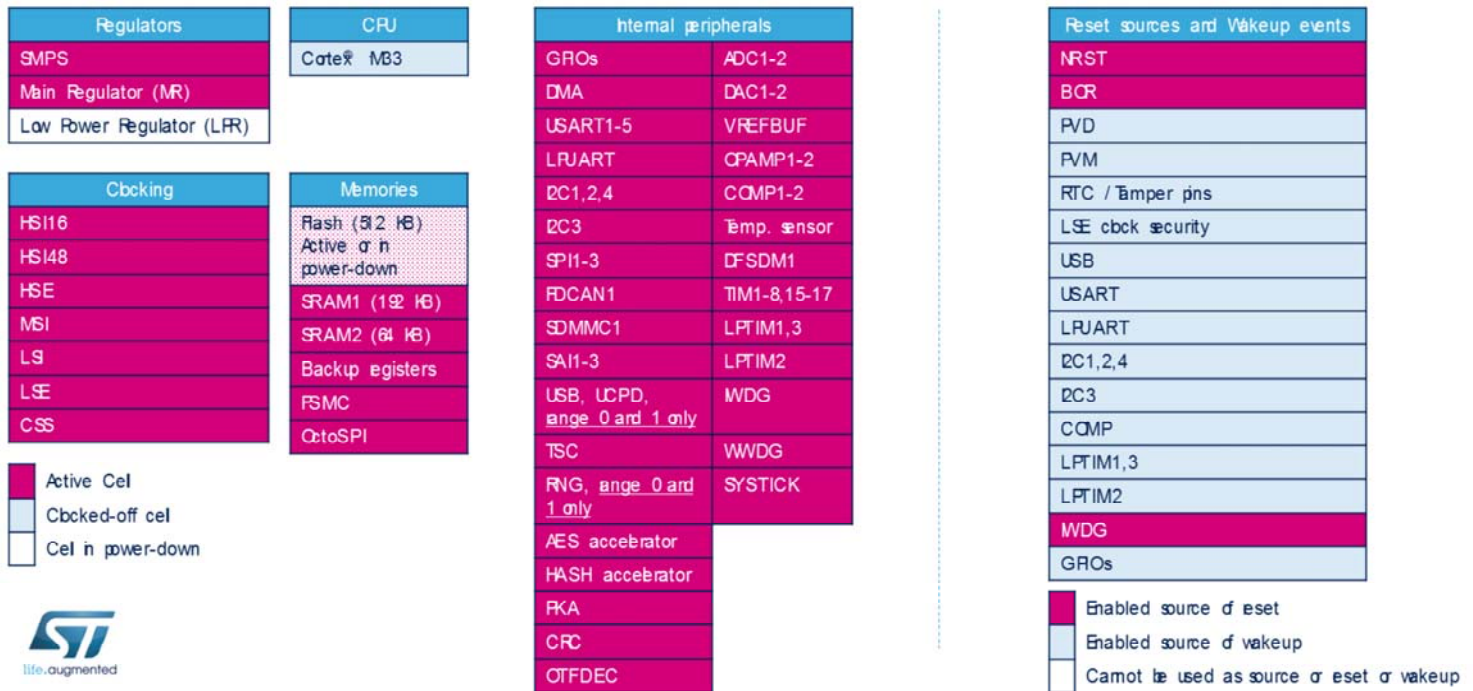 Regulators
SMPS
Main Regulator (MR)
Low Power Regulator (LPR)
CPU
Cortex® M33
Clocking
HSI16
HSI48
HSE
MSI
LSI
LSE
CSS
Memories
Flash (512 KB)
Active or in
power-down
SRAM1 (192 KB)
SRAM2 (64 KB)
Backup registers
FSMC
OctoSPI
Active Cell
Clocked-off cell
Cell in power-down
life.augmented
Internal peripherals
GPIOs
DMA
USART1-5
LPUART
I2C1,2,4
I2C3
SPI1-3
FDCAN1
SDMMC1
SAI1-3
USB, UCPD,
range 0 and 1 only
TSC
RNG, range 0 and
1 only
AES accelerator
HASH accelerator
PKA
CRC
OTFDEC
ADC1-2
DAC1-2
VREFBUF
OPAMP1-2
COMP1-2
Temp. sensor
DFSDM1
TIM1-8,15-17
LPTIM1,3
LPTIM2
IWDG
WWDG
SYSTICK
Reset sources and Wakeup events
NRST
BOR
PVD
PVM
RTC / Tamper pins
LSE clock security
USB
USART
LPUART
I2C1,2,4
I2C3
COMP
LPTIM1,3
LPTIM2
IWDG
GPIOs
Enabled source of reset
Enabled source of wakeup
Cannot be used as source or reset or wakeup